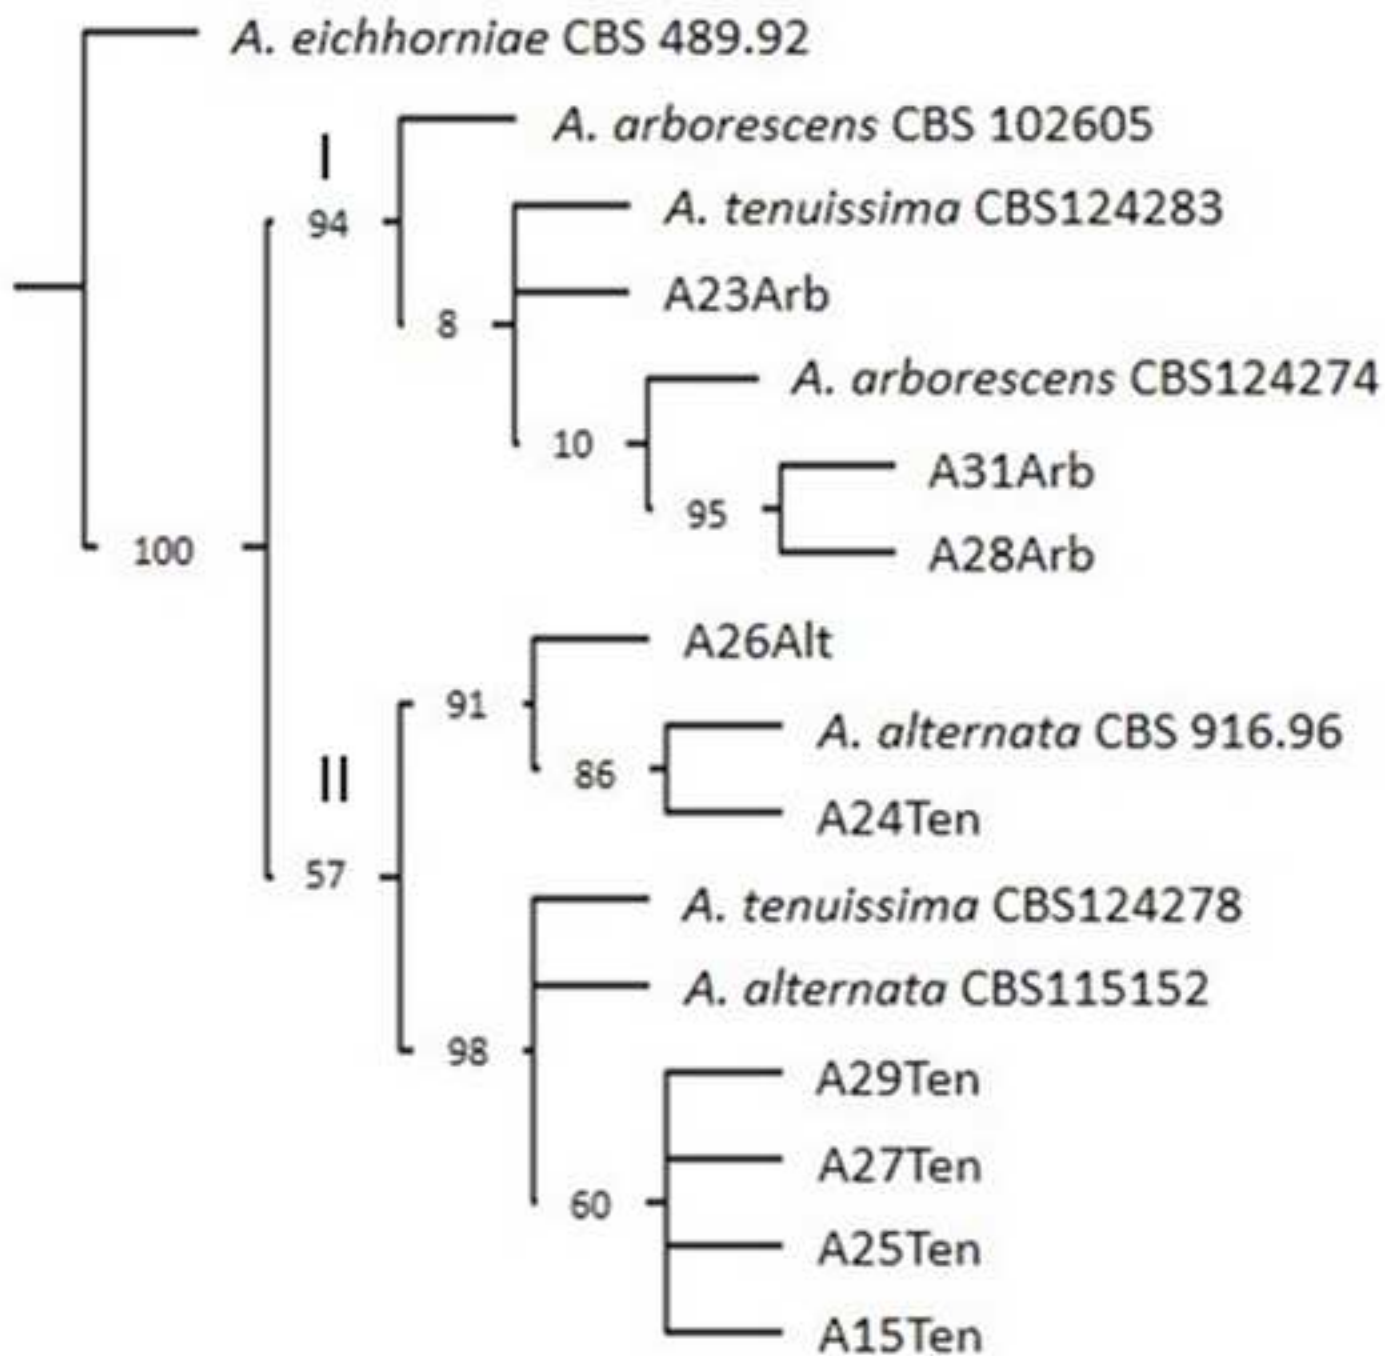 A. eichhorniae CBS 489.92
A. arborescens CBS 102605
I
A. tenuissima CBS124283
94
A23Arb
8
A. arborescens CBS124274
10
A31Arb
95
A28Arb
100
A26Alt
91
A. alternata CBS 916.96
86
II
A24Ten
57
A. tenuissima CBS124278
A. alternata CBS115152
98
A29Ten
A27Ten
60
A25Ten
A15Ten